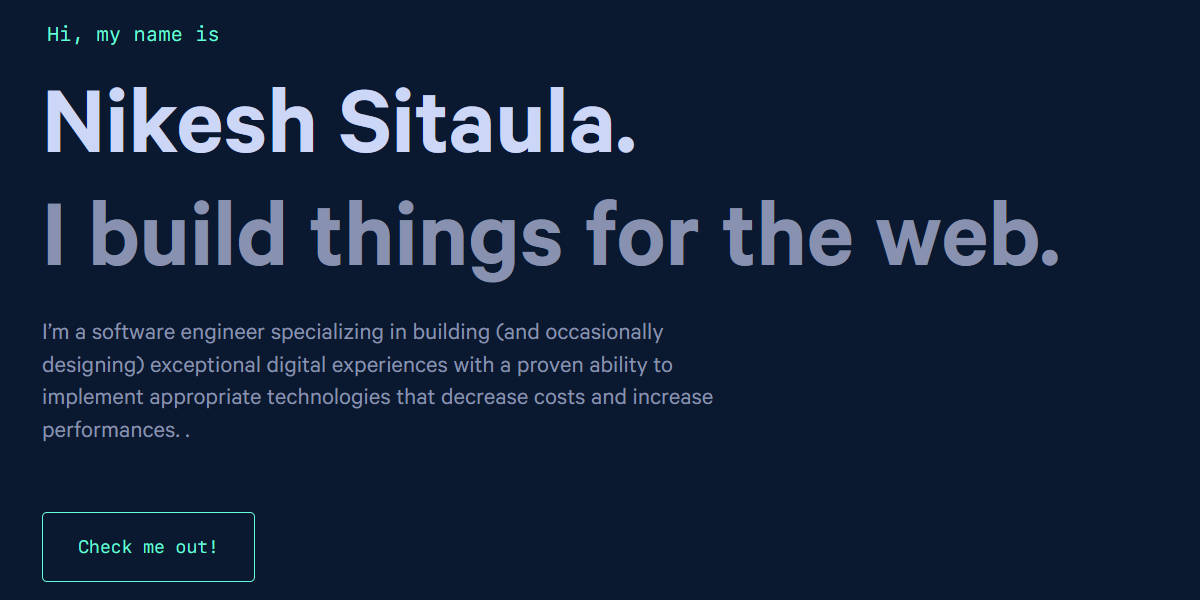 Hi, my name is
Nikesh Sitaula.
I build things for the web.
I’m a software engineer specializing in building (and occasionally
designing) exceptional digital experiences with a proven ability to
implement appropriate technologies that decrease costs and increase
performances. .
Check me out!